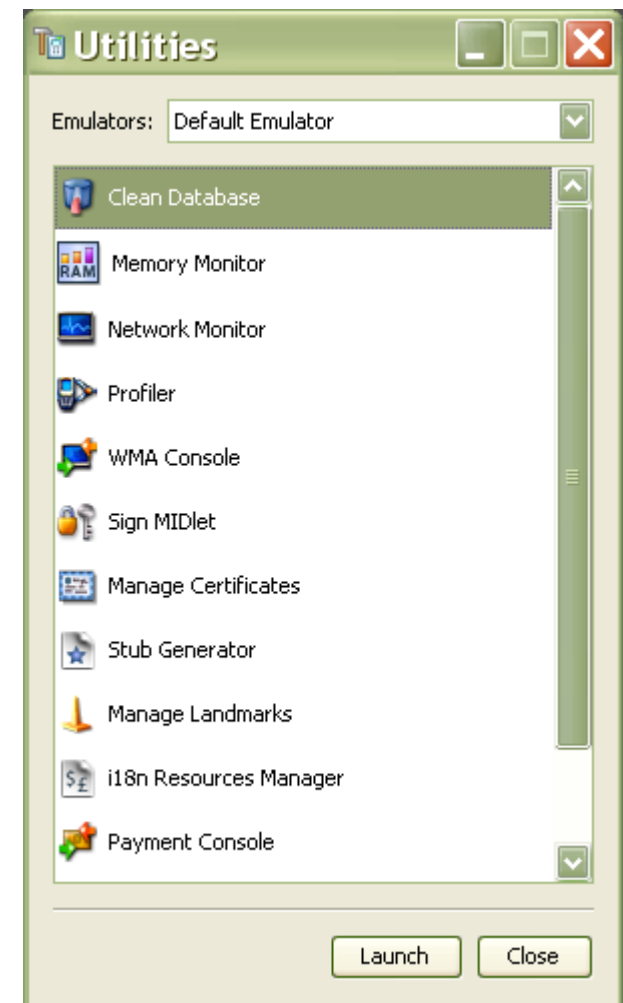 Utilities
Emulators: Default Emulator
Clean Database
RAM Memory Monitor
Network Monitor
Profiler
WMA Console
Sign MIDlet
Manage Certificates
Stub Generator
Manage Landmarks
$£ i18n Resources Manager
Payment Console
Launch Close